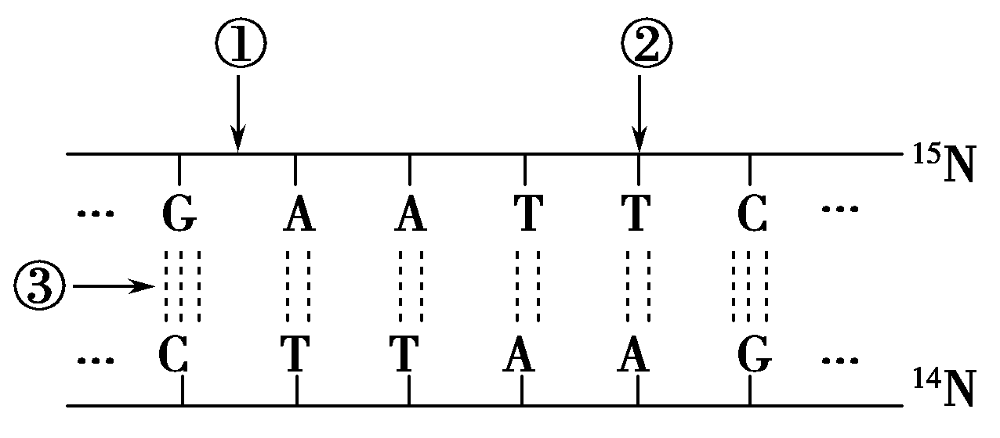 ① ②
¹⁵N
… G A A T T C …
③
… C T T A A G …
¹⁴N